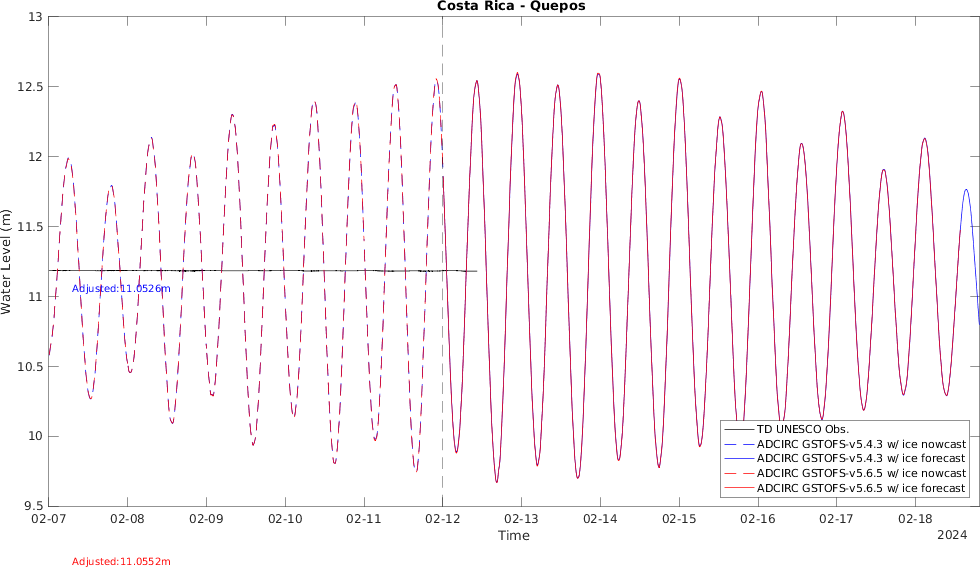 Costa Rica - Quepos
Water Level (m)
13
12.5
12
11.5
11
10.5
10
9.5
Adjusted:11.0526m
TD UNESCO Obs.
ADCIRC GSTOFS-v5.4.3 w/ ice nowcast
ADCIRC GSTOFS-v5.4.3 w/ ice forecast
ADCIRC GSTOFS-v5.6.5 w/ ice nowcast
ADCIRC GSTOFS-v5.6.5 w/ ice forecast
02-07 02-08 02-09 02-10 02-11 02-12 02-13 02-14 02-15 02-16 02-17 02-18
Time 2024
Adjusted:11.0552m